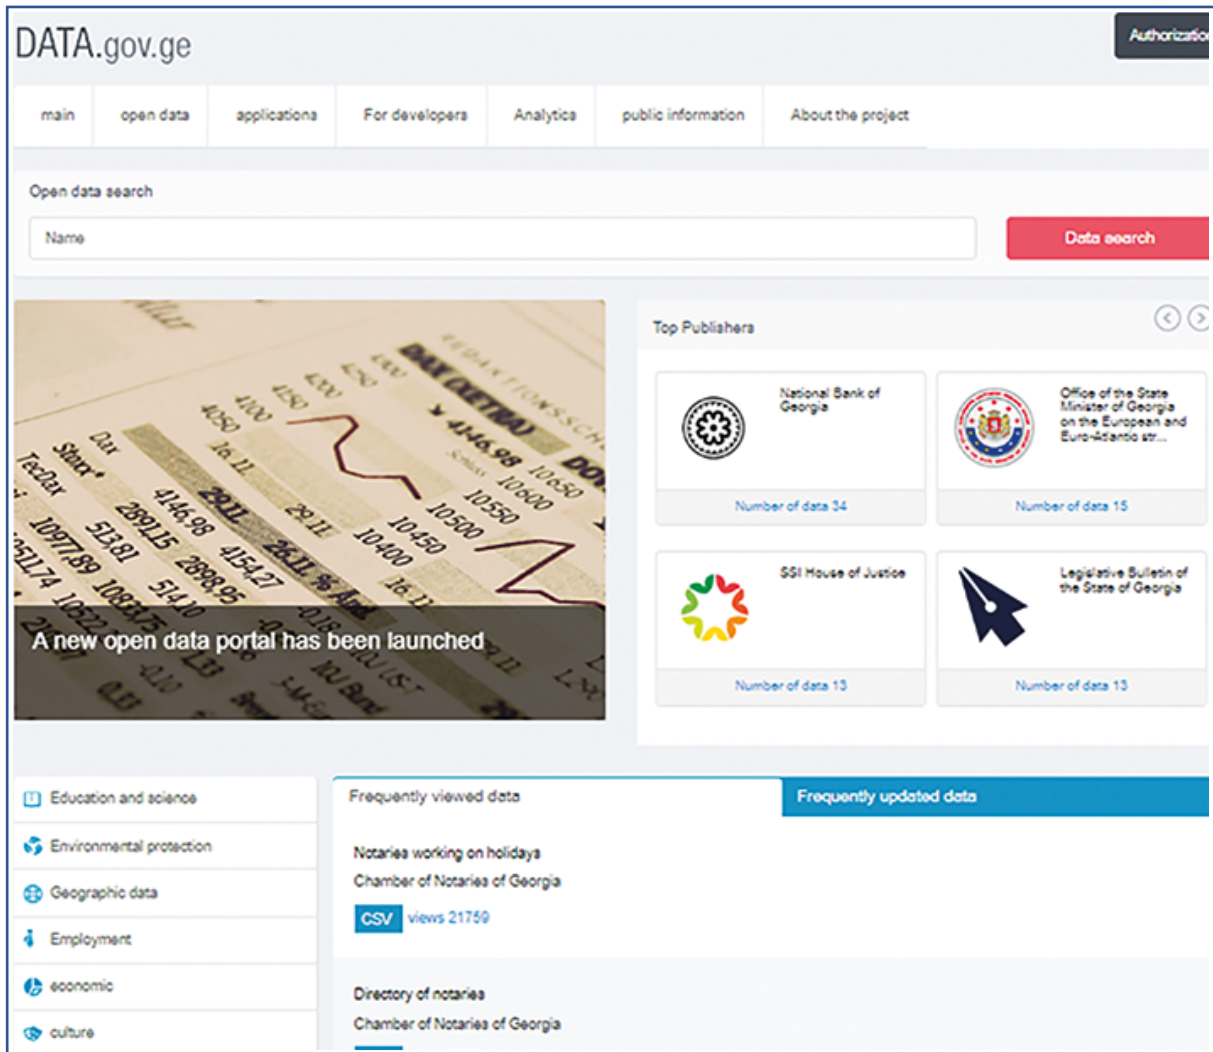 DATA.gov.ge
Authorizatio
main
open data
applications
For developers
Analytics
public information
About the project
Open data search
Name
Data search
A new open data portal has been launched
Top Publishers
National Bank of
Georgia
Number of data 34
Office of the State
Minister of Georgia
on the European and
Euro-Atlantic str...
Number of data 15
SSI House of Justice
Number of data 13
Legislative Bulletin of
the State of Georgia
Number of data 13
Education and science
Environmental protection
Geographic data
Employment
economic
culture
Frequently viewed data
Frequently updated data
Notaries working on holidays
Chamber of Notaries of Georgia
CSV views 21759
Directory of notaries
Chamber of Notaries of Georgia